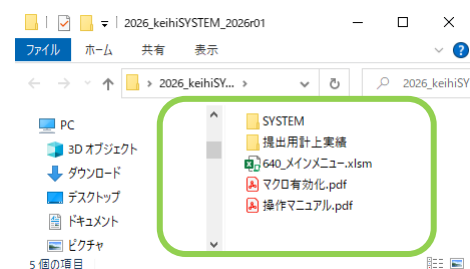 2026_keihiSYSTEM_2026r01
ファイル ホーム 共有 表示
2026_keihiSY... 2026_keihiSY
PC
3D オブジェクト
ダウンロード
デスクトップ
ドキュメント
ピクチャ
SYSTEM
提出用計上実績
640_メインメニュー.xlsm
マクロ有効化.pdf
操作マニュアル.pdf
5 個の項目